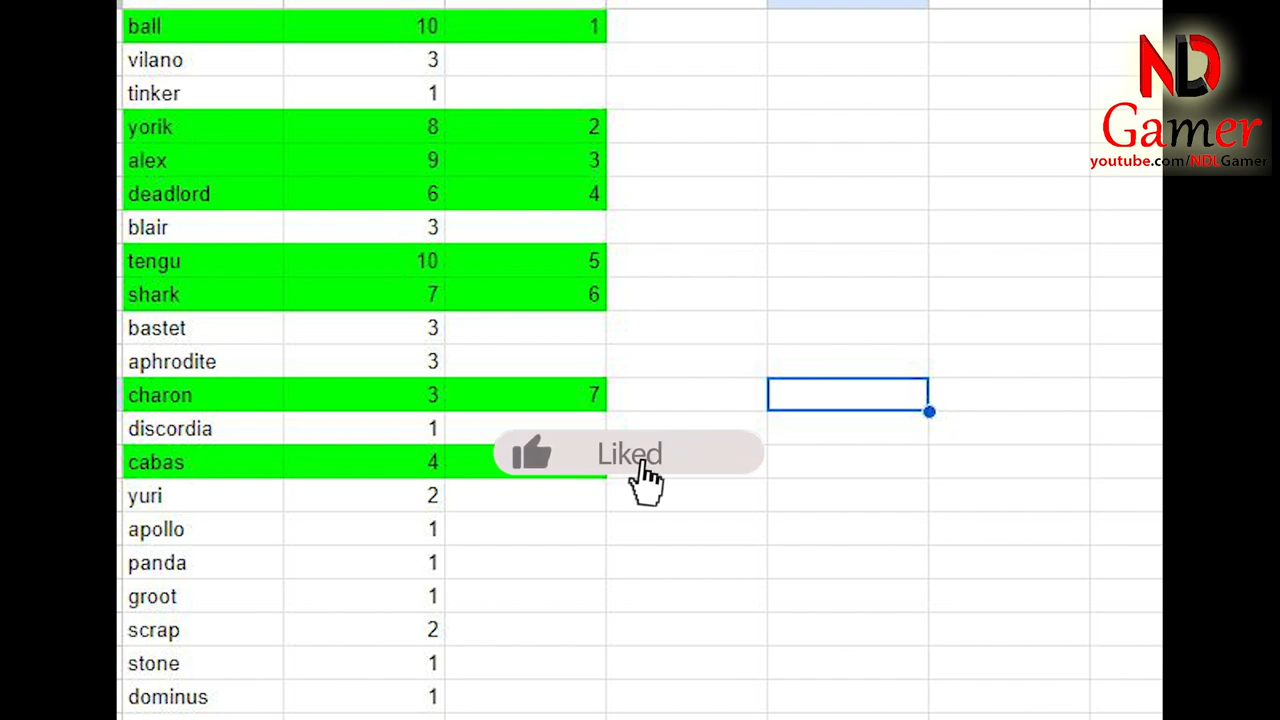 ball 10 1
vilano 3
tinker 1
yorik 8 2
alex 9 3
deadlord 6 4
blair 3
tengu 10 5
shark 7 6
bastet 3
aphrodite 3
charon 3 7
discordia 1
cabas 4
yuri 2
apollo 1
panda 1
groot 1
scrap 2
stone 1
dominus 1
Liked
ND
Gamer
youtube.com/NDLGamer